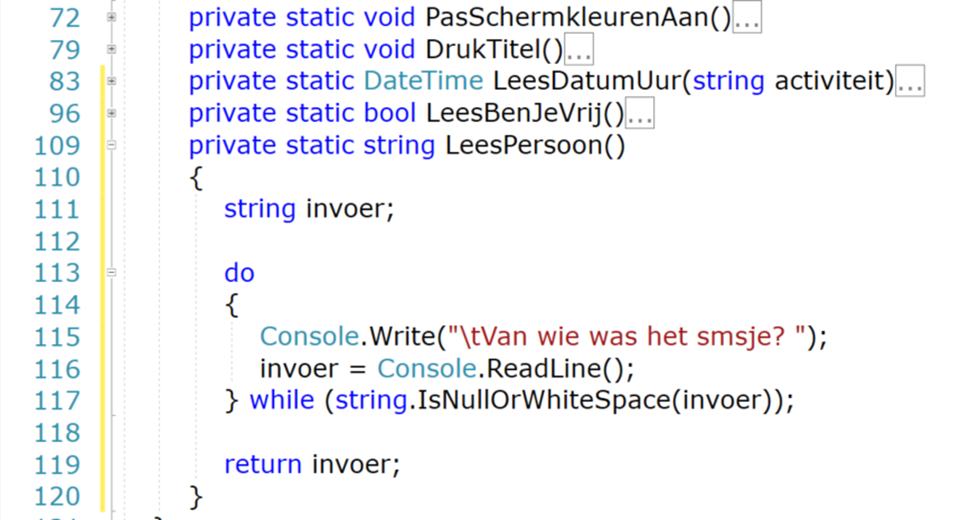 72 private static void PasSchermkleurenAan()...
79 private static void DrukTitel()...
83 private static DateTime LeesDatumUur(string activiteit)...
96 private static bool LeesBenJeVrij()...
109 private static string LeesPersoon()
110 {
111 string invoer;
112
113 do
114 {
115 Console.Write("\tVan wie was het smsje? ");
116 invoer = Console.ReadLine();
117 } while (string.IsNullOrWhiteSpace(invoer));
118
119 return invoer;
120 }